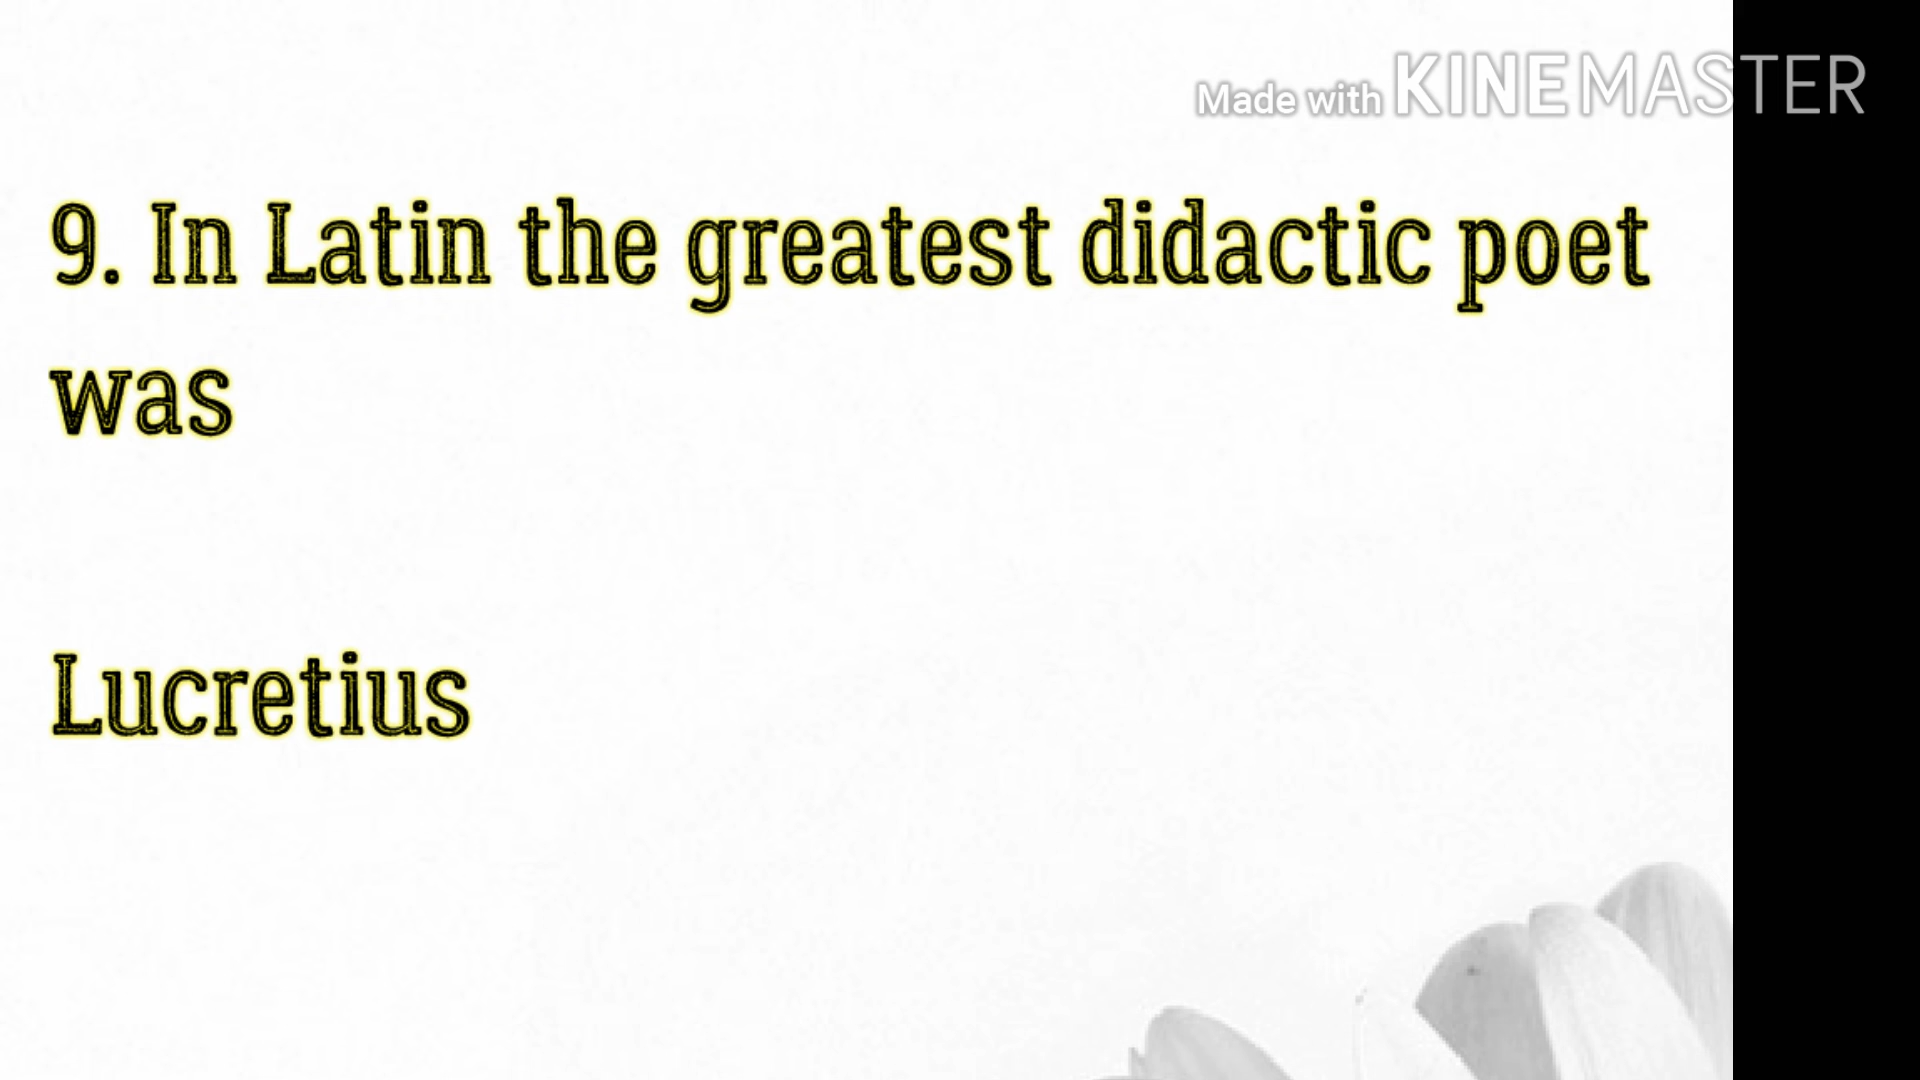 Made with KINEMASTER
9. In Latin the greatest didactic poet
was
Lucretius